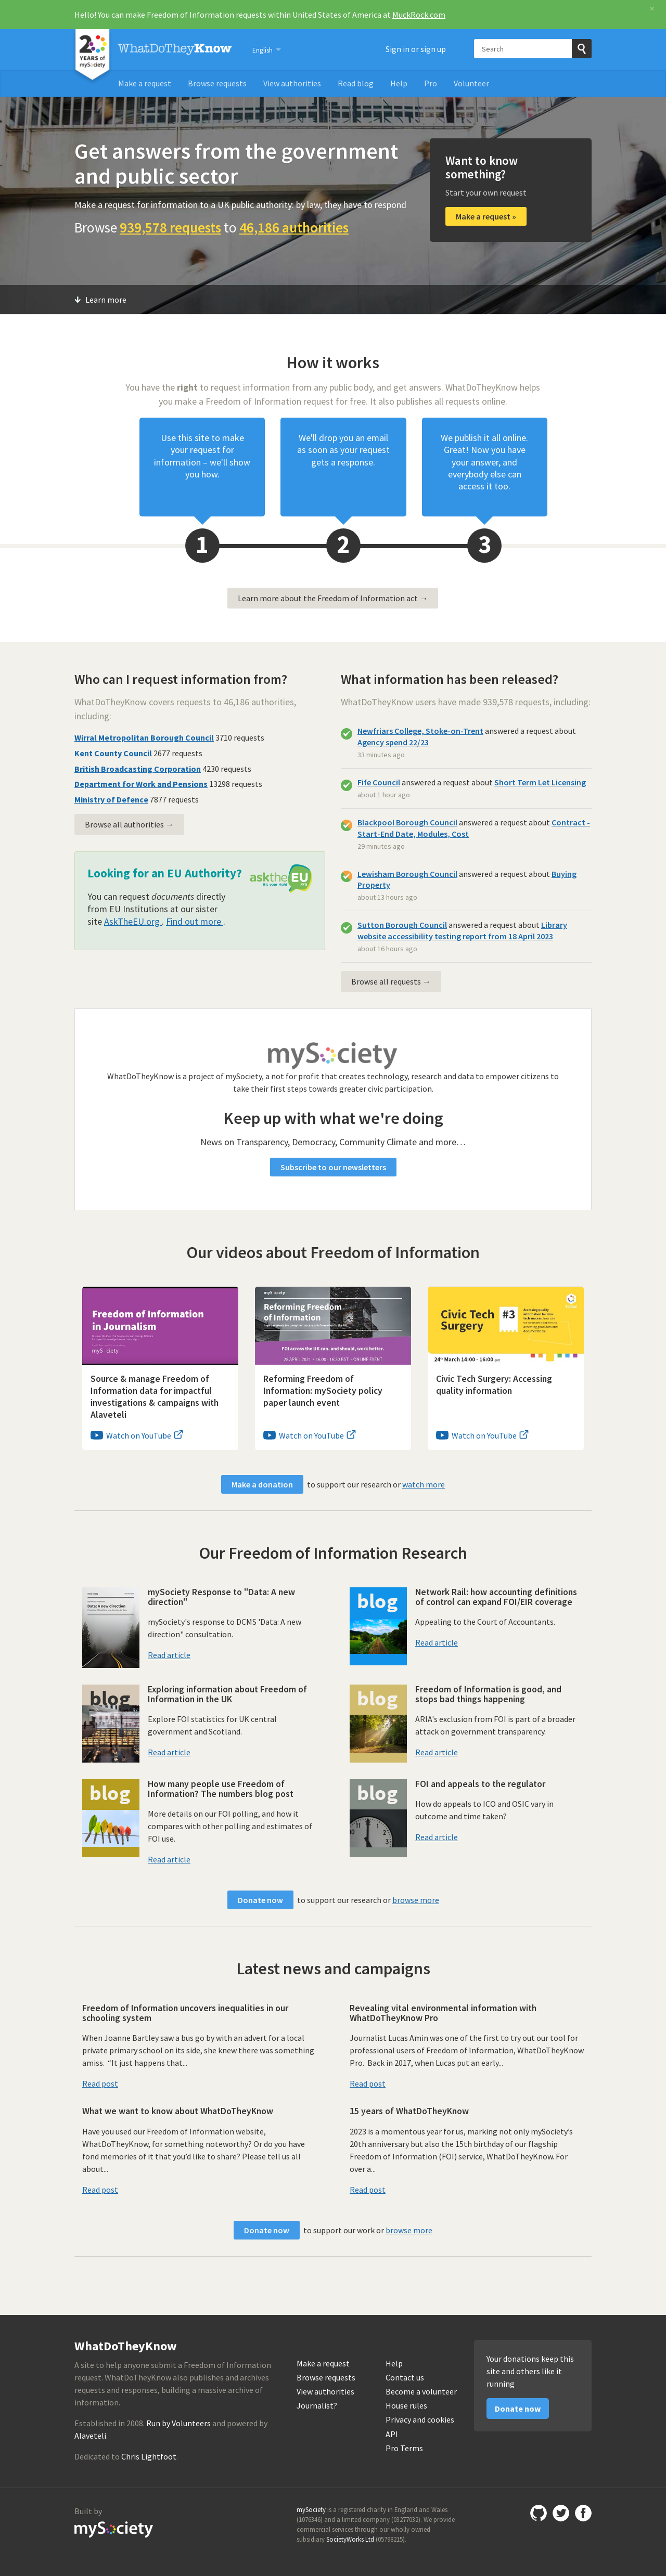 Hello! You can make Freedom of Information requests within United States of America at MuckRock.com
×
20
YEARS of
mySociety
WhatDoTheyKnow
English
Sign in or sign up
Search
Make a request
Browse requests
View authorities
Read blog
Help
Pro
Volunteer
Get answers from the government
and public sector
Make a request for information to a UK public authority: by law, they have to respond
Browse 939,578 requests to 46,186 authorities
Want to know
something?
Start your own request
Make a request »
Learn more
How it works
You have the right to request information from any public body, and get answers. WhatDoTheyKnow helps
you make a Freedom of Information request for free. It also publishes all requests online.
Use this site to make
your request for
information – we'll show
you how.
We'll drop you an email
as soon as your request
gets a response.
We publish it all online.
Great! Now you have
your answer, and
everybody else can
access it too.
1
2
3
Learn more about the Freedom of Information act →
Who can I request information from?
WhatDoTheyKnow covers requests to 46,186 authorities,
including:
Wirral Metropolitan Borough Council 3710 requests
Kent County Council 2677 requests
British Broadcasting Corporation 4230 requests
Department for Work and Pensions 13298 requests
Ministry of Defence 7877 requests
Browse all authorities →
Looking for an EU Authority?
asktheEU
it's your right
You can request documents directly
from EU Institutions at our sister
site AskTheEU.org . Find out more .
What information has been released?
WhatDoTheyKnow users have made 939,578 requests, including:
Newfriars College, Stoke-on-Trent answered a request about
Agency spend 22/23
33 minutes ago
Fife Council answered a request about Short Term Let Licensing
about 1 hour ago
Blackpool Borough Council answered a request about Contract -
Start-End Date, Modules, Cost
29 minutes ago
Lewisham Borough Council answered a request about Buying
Property
about 13 hours ago
Sutton Borough Council answered a request about Library
website accessibility testing report from 18 April 2023
about 16 hours ago
Browse all requests →
mySociety
WhatDoTheyKnow is a project of mySociety, a not for profit that creates technology, research and data to empower citizens to
take their first steps towards greater civic participation.
Keep up with what we're doing
News on Transparency, Democracy, Community Climate and more…
Subscribe to our newsletters
Our videos about Freedom of Information
Freedom of Information
in Journalism
mySociety
Source & manage Freedom of
Information data for impactful
investigations & campaigns with
Alaveteli
Watch on YouTube
mySociety
Reforming Freedom
of Information
FOI across the UK can, and should, work better.
Reforming Freedom of
Information: mySociety policy
paper launch event
Watch on YouTube
Civic Tech
Surgery
#3
24th March 14:00 - 16:00 GMT
Civic Tech Surgery: Accessing
quality information
Watch on YouTube
Make a donation to support our research or watch more
Our Freedom of Information Research
Data: A new direction
mySociety Response to "Data: A new
direction"
mySociety's response to DCMS 'Data: A new
direction" consultation.
Read article
blog
Network Rail: how accounting definitions
of control can expand FOI/EIR coverage
Appealing to the Court of Accountants.
Read article
blog
Exploring information about Freedom of
Information in the UK
Explore FOI statistics for UK central
government and Scotland.
Read article
blog
Freedom of Information is good, and
stops bad things happening
ARIA's exclusion from FOI is part of a broader
attack on government transparency.
Read article
blog
How many people use Freedom of
Information? The numbers blog post
More details on our FOI polling, and how it
compares with other polling and estimates of
FOI use.
Read article
blog
FOI and appeals to the regulator
How do appeals to ICO and OSIC vary in
outcome and time taken?
Read article
Donate now to support our research or browse more
Latest news and campaigns
Freedom of Information uncovers inequalities in our
schooling system
When Joanne Bartley saw a bus go by with an advert for a local
private primary school on its side, she knew there was something
amiss.  “It just happens that...
Read post
Revealing vital environmental information with
WhatDoTheyKnow Pro
Journalist Lucas Amin was one of the first to try out our tool for
professional users of Freedom of Information, WhatDoTheyKnow
Pro.  Back in 2017, when Lucas put an early...
Read post
What we want to know about WhatDoTheyKnow
Have you used our Freedom of Information website,
WhatDoTheyKnow, for something noteworthy? Or do you have
fond memories of it that you’d like to share? Please tell us all
about...
Read post
15 years of WhatDoTheyKnow
2023 is a momentous year for us, marking not only mySociety’s
20th anniversary but also the 15th birthday of our flagship
Freedom of Information (FOI) service, WhatDoTheyKnow. For
over a...
Read post
Donate now to support our work or browse more
WhatDoTheyKnow
A site to help anyone submit a Freedom of Information
request. WhatDoTheyKnow also publishes and archives
requests and responses, building a massive archive of
information.
Established in 2008. Run by Volunteers and powered by
Alaveteli.
Dedicated to Chris Lightfoot.
Make a request
Browse requests
View authorities
Journalist?
Help
Contact us
Become a volunteer
House rules
Privacy and cookies
API
Pro Terms
Your donations keep this
site and others like it
running
Donate now
Built by
mySociety
mySociety is a registered charity in England and Wales
(1076346) and a limited company (03277032). We provide
commercial services through our wholly owned
subsidiary SocietyWorks Ltd (05798215).